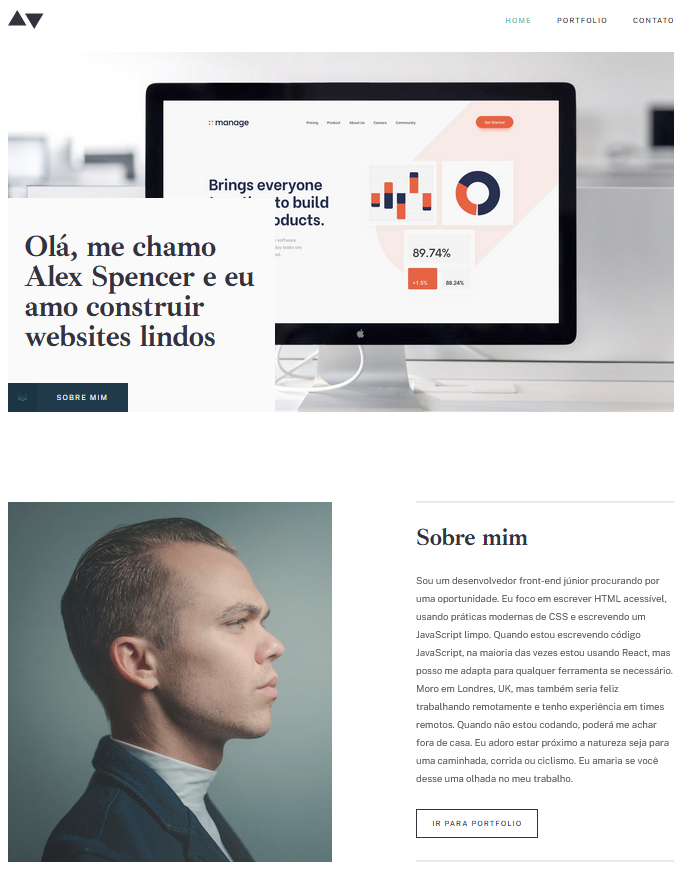 HOME PORTFOLIO CONTATO
manage Pricing Product About Us Careers Community Get Started
Brings everyone
to build
oducts.
software
day tasks are
89.74%
+1.5% 88.24%
Olá, me chamo
Alex Spencer e eu
amo construir
websites lindos
SOBRE MIM
Sobre mim
Sou um desenvolvedor front-end júnior procurando por
uma oportunidade. Eu foco em escrever HTML acessível,
usando práticas modernas de CSS e escrevendo um
JavaScript limpo. Quando estou escrevendo código
JavaScript, na maioria das vezes estou usando React, mas
posso me adapta para qualquer ferramenta se necessário.
Moro em Londres, UK, mas também seria feliz
trabalhando remotamente e tenho experiência em times
remotos. Quando não estou codando, poderá me achar
fora de casa. Eu adoro estar próximo a natureza seja para
uma caminhada, corrida ou ciclismo. Eu amaria se você
desse uma olhada no meu trabalho.
IR PARA PORTFOLIO